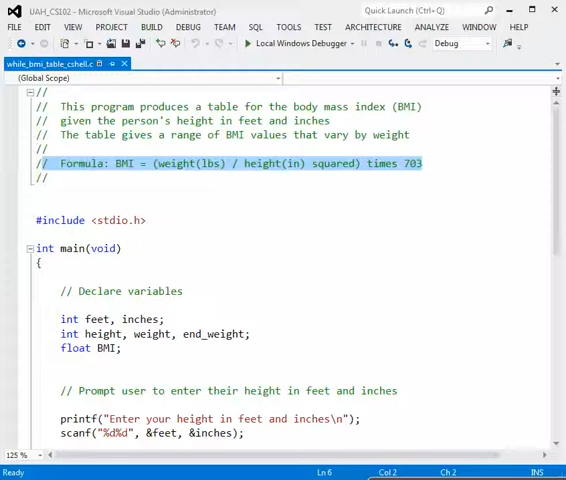 UAH_CS102 - Microsoft Visual Studio (Administrator)
Quick Launch (Ctrl+Q)
FILE EDIT VIEW PROJECT BUILD DEBUG TEAM SQL TOOLS TEST ARCHITECTURE ANALYZE WINDOW HELP
Local Windows Debugger
Debug
while_bmi_table_cshell.c
(Global Scope)
//
// This program produces a table for the body mass index (BMI)
// given the person's height in feet and inches
// The table gives a range of BMI values that vary by weight
//
// Formula: BMI = (weight(lbs) / height(in) squared) times 703
//
#include <stdio.h>
int main(void)
{
// Declare variables
int feet, inches;
int height, weight, end_weight;
float BMI;
// Prompt user to enter their height in feet and inches
printf("Enter your height in feet and inches\n");
scanf("%d%d", &feet, &inches);
125 %
Ready
Ln 6
Col 2
Ch 2
INS